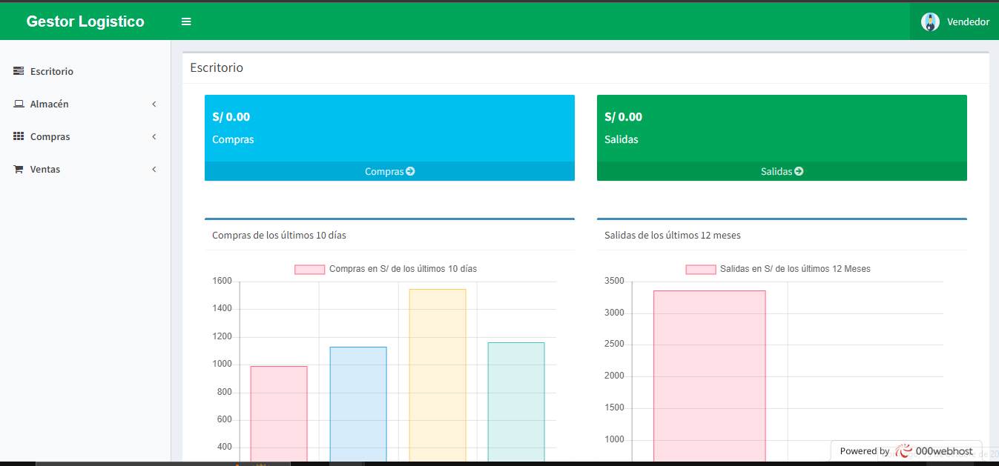 Gestor Logistico
Vendedor
Escritorio
Almacén
Compras
Ventas
Escritorio
S/ 0.00
Compras
Compras
S/ 0.00
Salidas
Salidas
Compras de los últimos 10 días
Compras en S/ de los últimos 10 días
1600
1400
1200
1000
800
600
400
Salidas de los últimos 12 meses
Salidas en S/ de los últimos 12 Meses
3500
3000
2500
2000
1500
1000
Powered by 000webhost